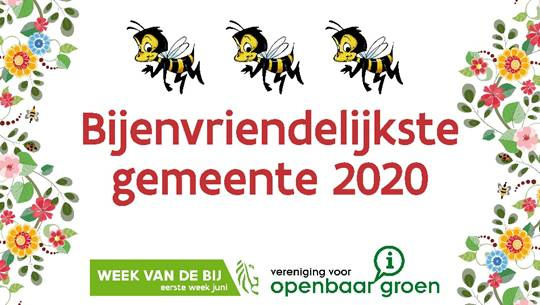 Bijenvriendelijkste
gemeente 2020
WEEK VAN DE BIJ
eerste week juni
vereniging voor
openbaar groen